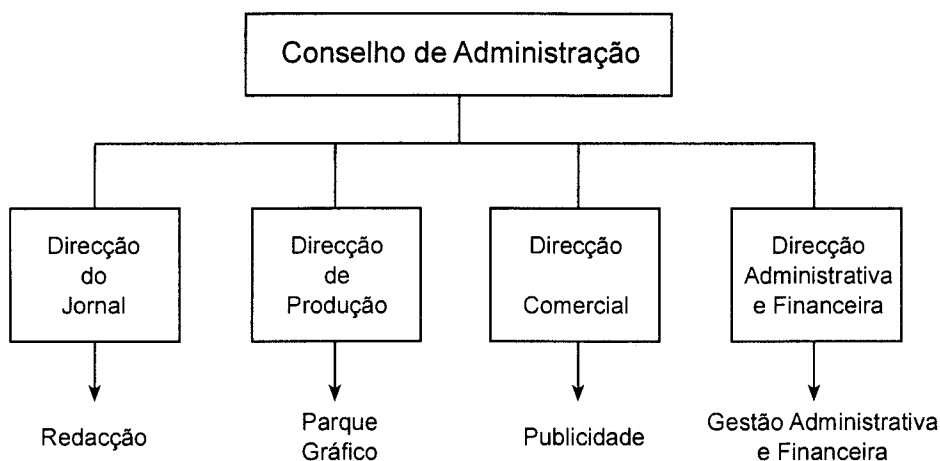 Conselho de Administração
Direcção
do
Jornal
Direcção
de
Produção
Direcção
Comercial
Direcção
Administrativa
e Financeira
Redacção
Parque
Gráfico
Publicidade
Gestão Administrativa
e Financeira